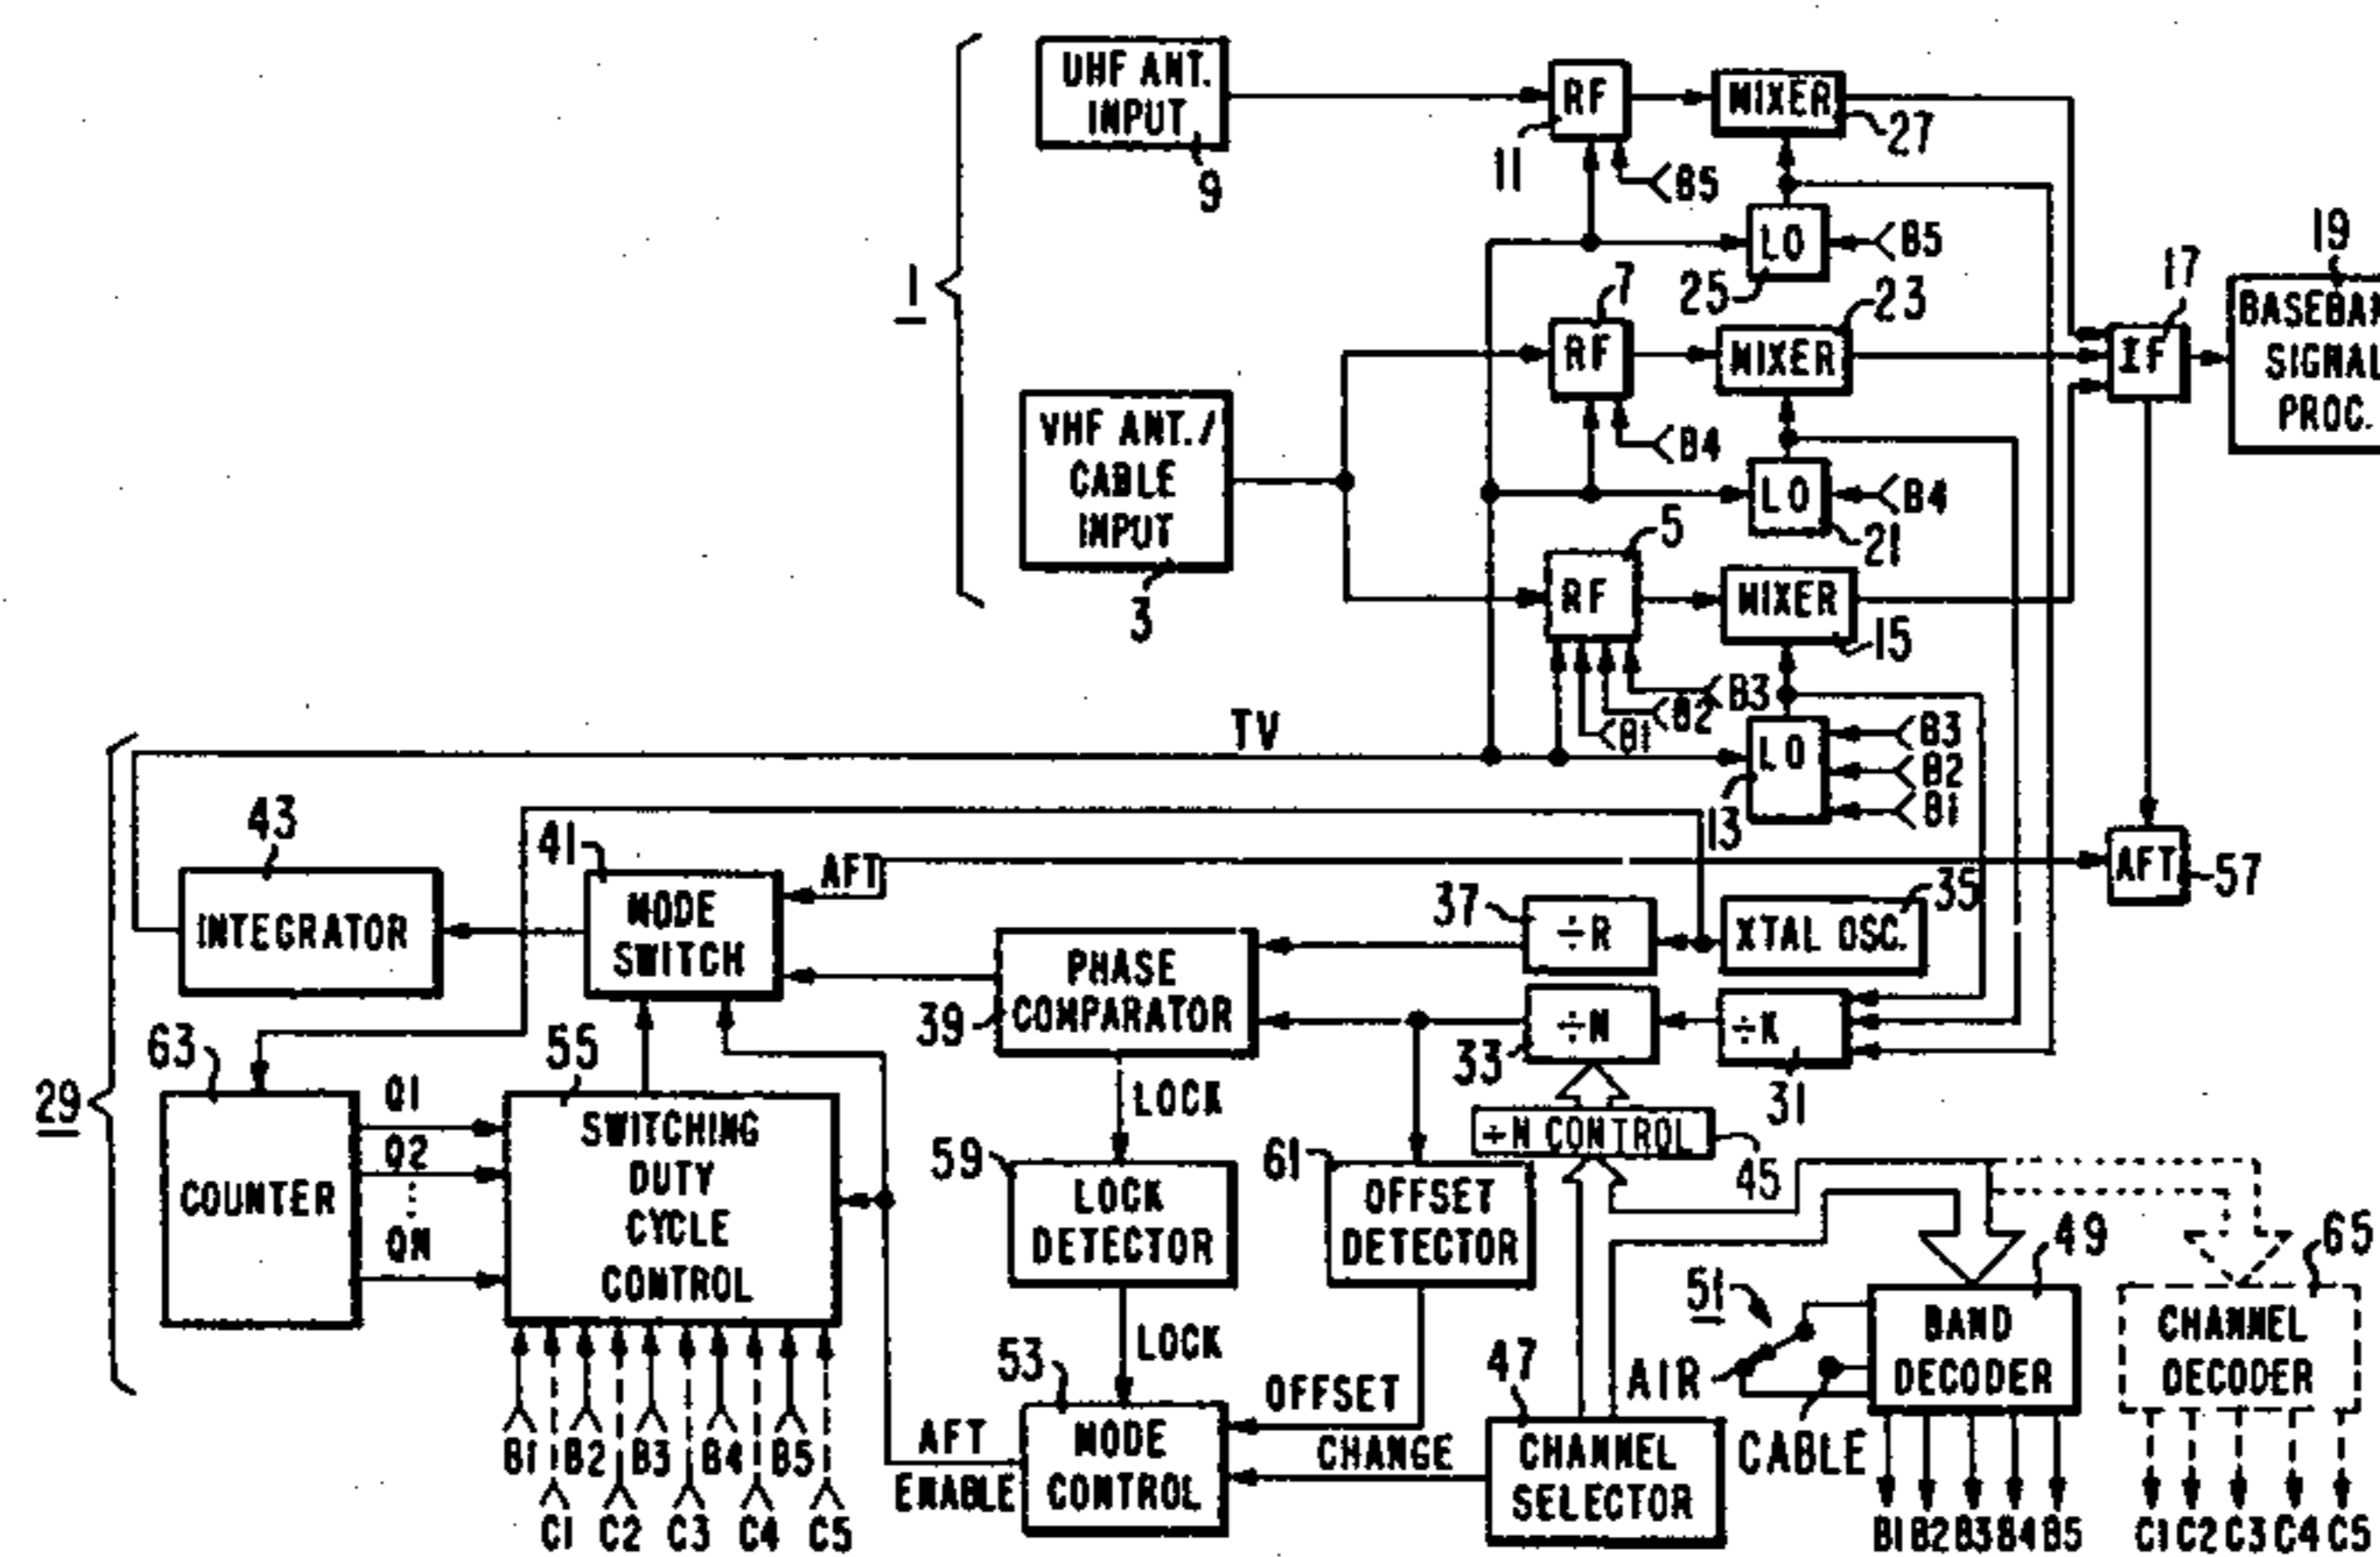 UHF ANT.
INPUT
9
RF
11
B5
MIXER
27
LO
B5
25
1
VHF ANT./
CABLE
INPUT
3
RF
7
B4
MIXER
23
LO
B4
21
RF
5
B3
B2
B1
MIXER
15
LO
B3
B2
B1
13
IF
17
19
SIGNAL
PROC.
TV
29
43
INTEGRATOR
41
MODE
SWITCH
AFT
AFT
57
37
÷R
35
XTAL OSC.
PHASE
COMPARATOR
39
÷N
33
÷K
31
÷N CONTROL
45
63
COUNTER
Q1
Q2
QN
55
SWITCHING
DUTY
CYCLE
CONTROL
LOCK
59
LOCK
DETECTOR
LOCK
61
OFFSET
DETECTOR
53
MODE
CONTROL
OFFSET
CHANGE
AFT
ENABLE
47
CHANNEL
SELECTOR
51
AIR
CABLE
49
BAND
DECODER
65
CHANNEL
DECODER
B1 B2 B3 B4 B5
C1 C2 C3 C4 C5
B1 B2 B3 B4 B5
C1 C2 C3 C4 C5